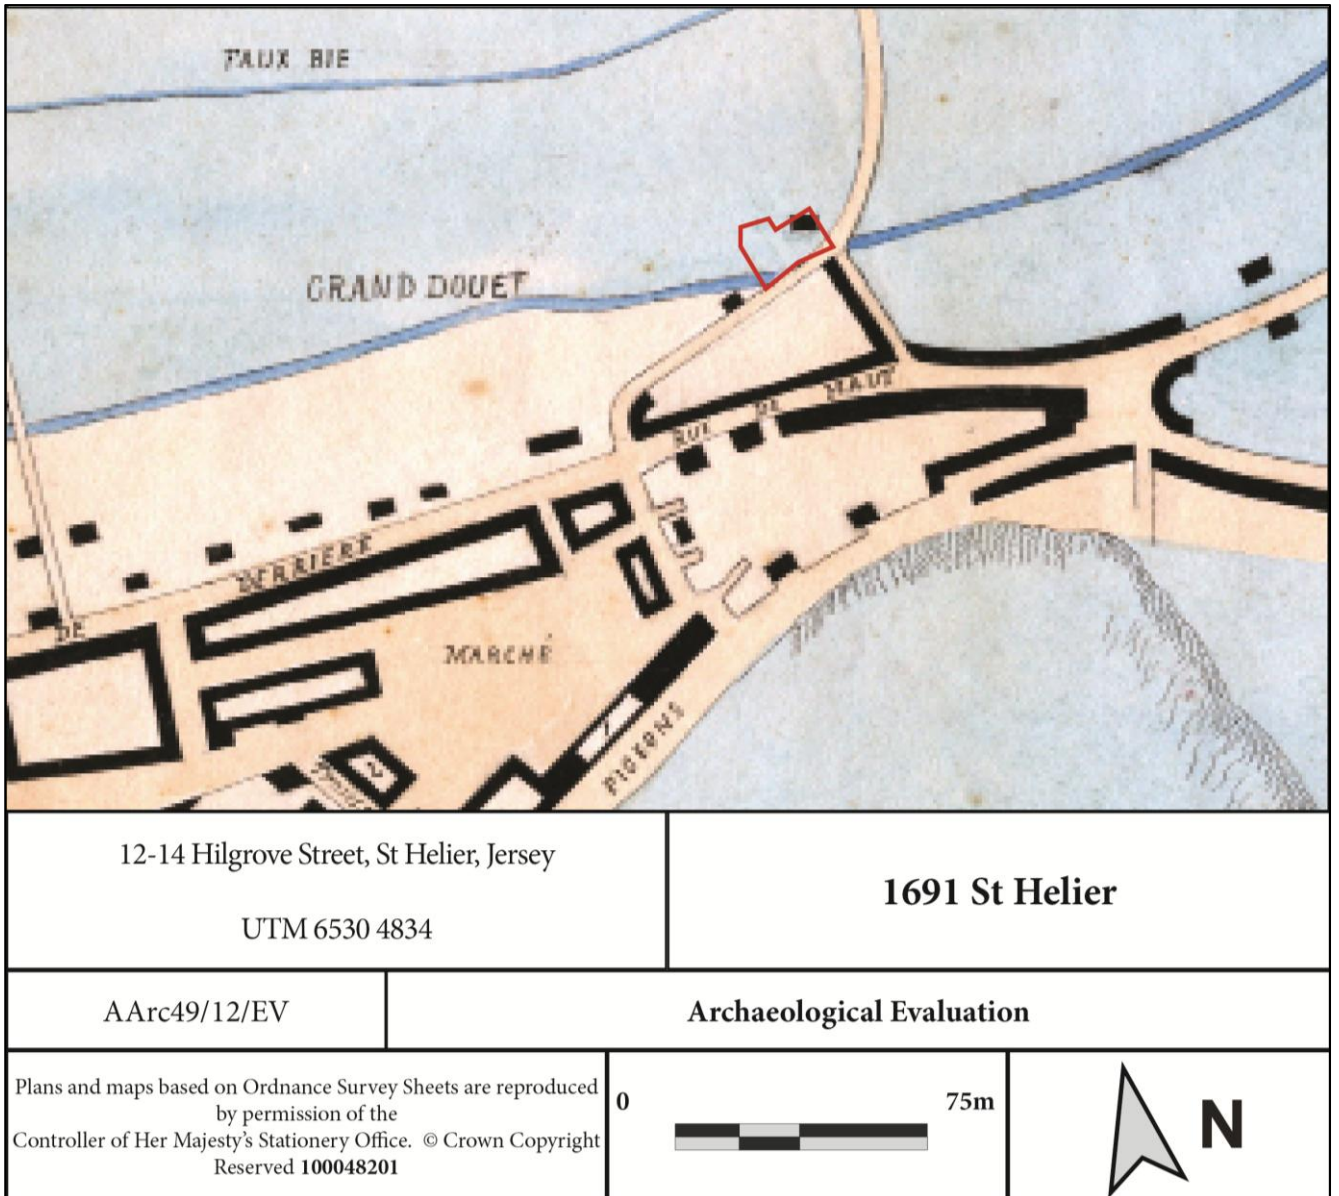 FAUX BIE
GRAND DOUET
RUE DE HAUT
DE DERRIERE
MARCHÉ
PIGEONS
2
12-14 Hilgrove Street, St Helier, Jersey
UTM 6530 4834
1691 St Helier
AArc49/12/EV
Archaeological Evaluation
Plans and maps based on Ordnance Survey Sheets are reproduced
by permission of the
Controller of Her Majesty's Stationery Office. © Crown Copyright
Reserved 100048201
0 75m
N